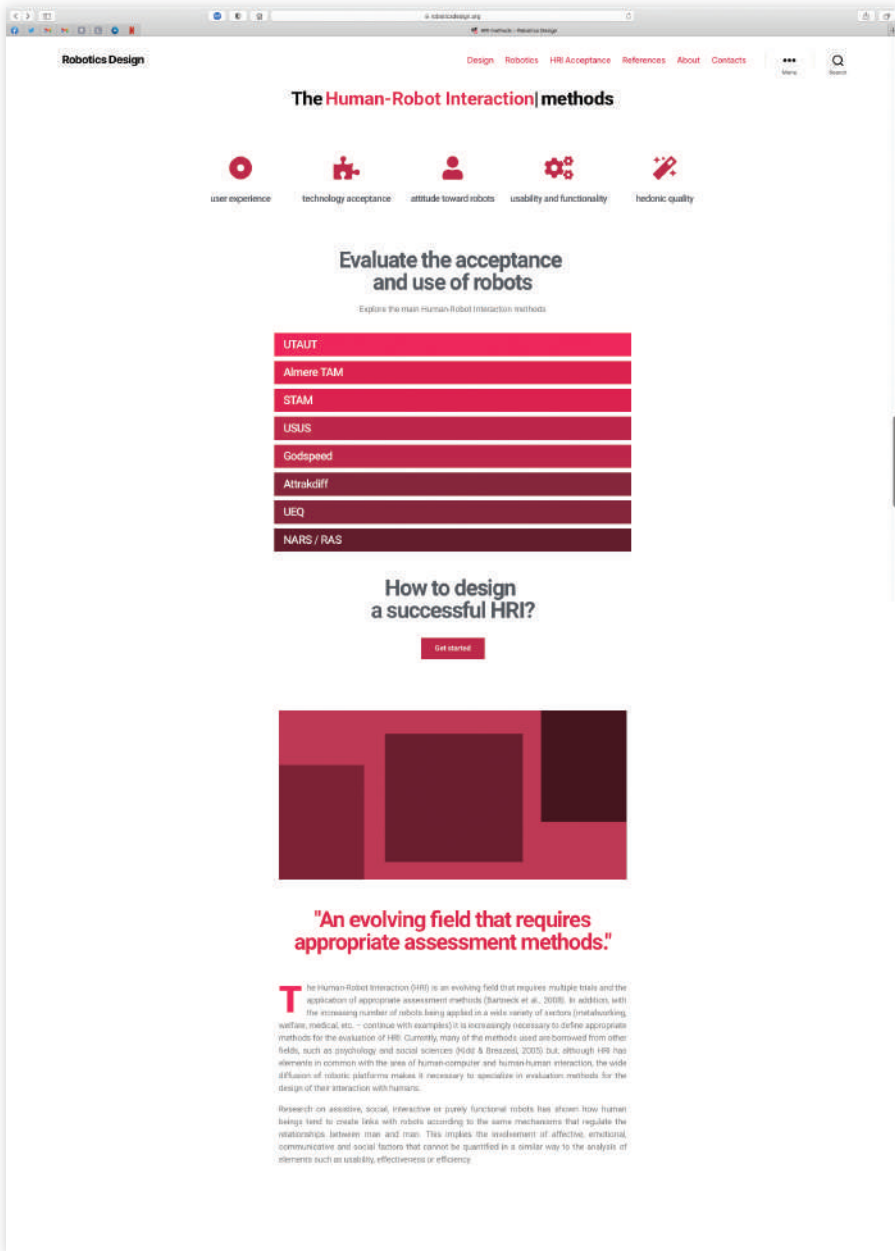 roboticsdesign.org
HRI methods – Robotics Design
Robotics Design
Design Robotics HRI Acceptance References About Contacts
Menu
Search
The Human-Robot Interaction| methods
user experience technology acceptance attitude toward robots usability and functionality hedonic quality
Evaluate the acceptance
and use of robots
Explore the main Human-Robot Interaction methods
UTAUT
Almere TAM
STAM
USUS
Godspeed
Attrakdiff
UEQ
NARS / RAS
How to design
a successful HRI?
Get started
"An evolving field that requires
appropriate assessment methods."
The Human-Robot Interaction (HRI) is an evolving field that requires multiple trials and the
application of appropriate assessment methods (Bartneck et al., 2008). In addition, with
the increasing number of robots being applied in a wide variety of sectors (metalworking,
welfare, medical, etc. – continue with examples) it is increasingly necessary to define appropriate
methods for the evaluation of HRI. Currently, many of the methods used are borrowed from other
fields, such as psychology and social sciences (Kidd & Breazeal, 2005) but, although HRI has
elements in common with the area of human-computer and human-human interaction, the wide
diffusion of robotic platforms makes it necessary to specialize in evaluation methods for the
design of their interaction with humans.
Research on assistive, social, interactive or purely functional robots has shown how human
beings tend to create links with robots according to the same mechanisms that regulate the
relationships between man and man. This implies the involvement of affective, emotional,
communicative and social factors that cannot be quantified in a similar way to the analysis of
elements such as usability, effectiveness or efficiency.